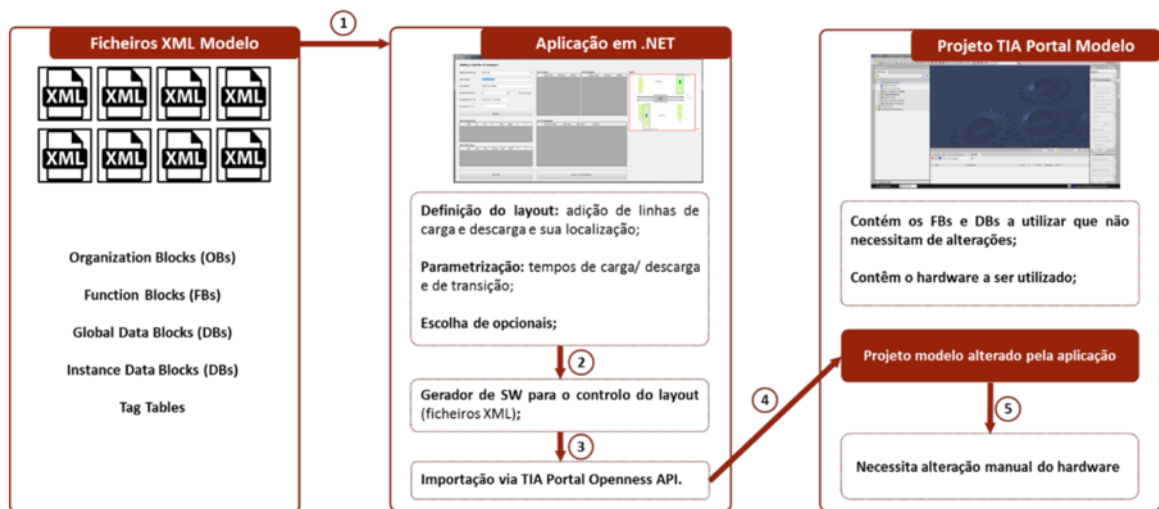 1
Ficheiros XML Modelo
XML XML XML XML
XML XML XML XML
Organization Blocks (OBs)
Function Blocks (FBs)
Global Data Blocks (DBs)
Instance Data Blocks (DBs)
Tag Tables
Aplicação em .NET
Definição do layout: adição de linhas de
carga e descarga e sua localização;
Parametrização: tempos de carga/ descarga
e de transição;
Escolha de opcionais;
2
Gerador de SW para o controlo do layout
(ficheiros XML);
3
Importação via TIA Portal Openness API.
4
Projeto TIA Portal Modelo
Contém os FBs e DBs a utilizar que não
necessitam de alterações;
Contêm o hardware a ser utilizado;
Projeto modelo alterado pela aplicação
5
Necessita alteração manual do hardware